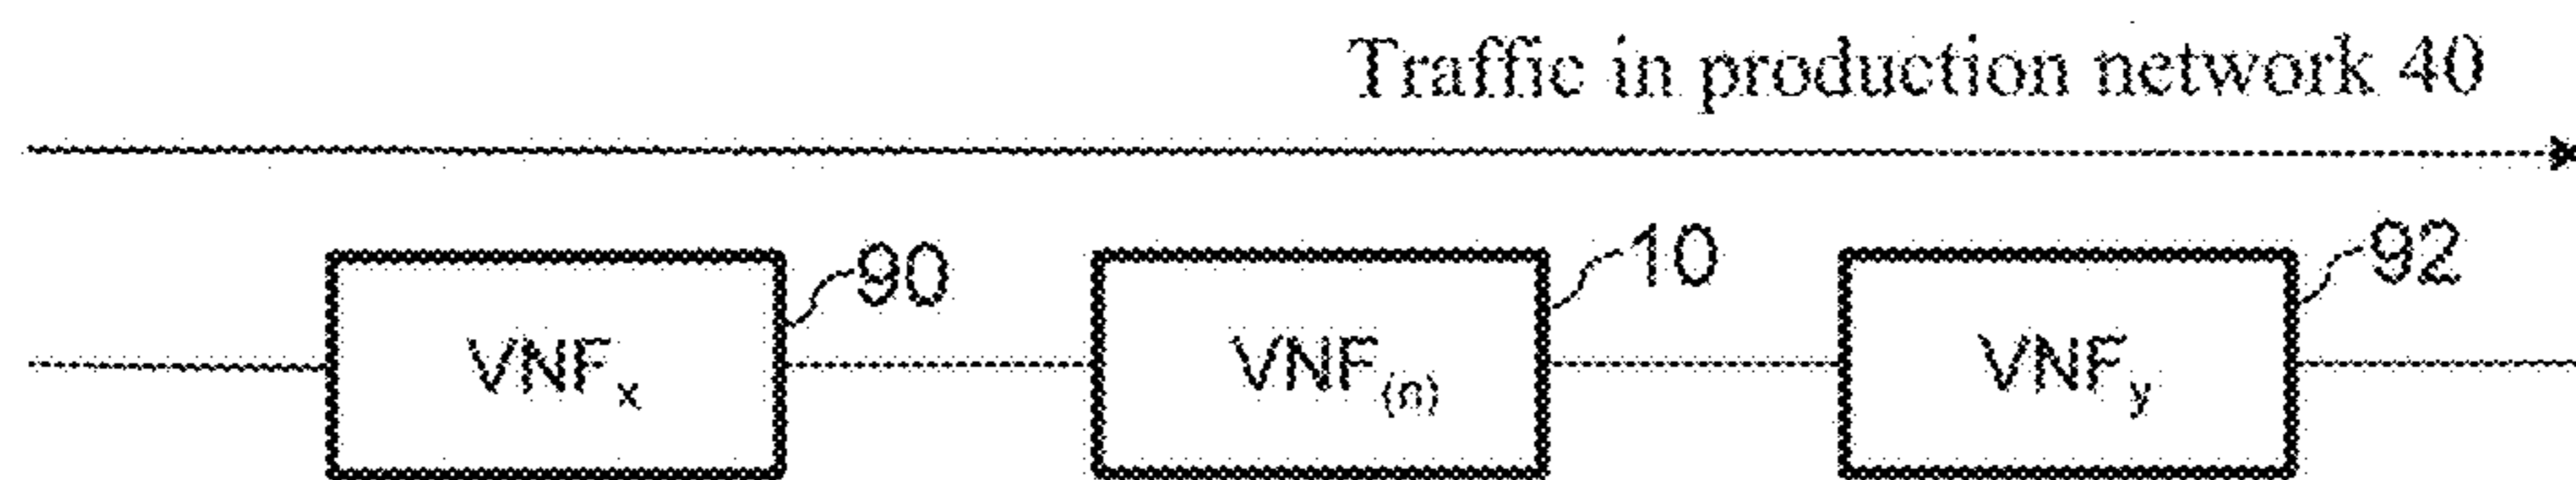 Traffic in production network 40
90
10
92
VNFx
VNF(n)
VNFy